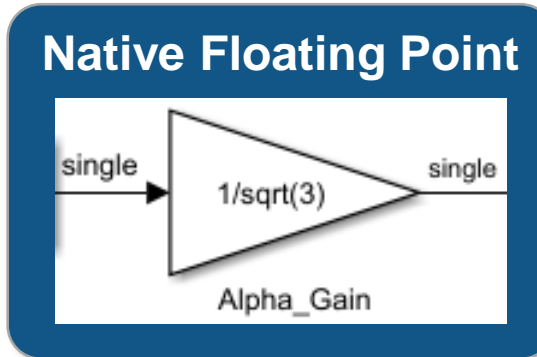 Native Floating Point
single
single
1/sqrt(3)
Alpha_Gain